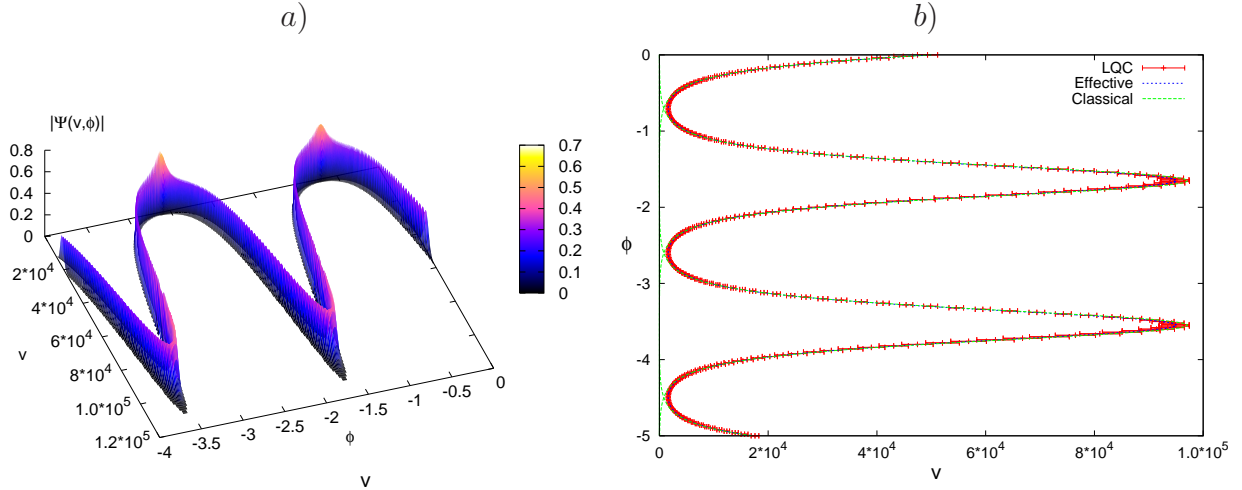 a)
|Ψ(v,ϕ)|
0.8
0.6
0.4
0.2
0
2*10^4
4*10^4
6*10^4
8*10^4
1.0*10^5
1.2*10^5
v
-4
-3.5
-3
-2.5
-2
-1.5
-1
-0.5
0
ϕ
v
0.7
0.6
0.5
0.4
0.3
0.2
0.1
0
b)
LQC
Effective
Classical
0
-1
-2
-3
-4
-5
ϕ
0 2*10^4 4*10^4 6*10^4 8*10^4 1.0*10^5
v